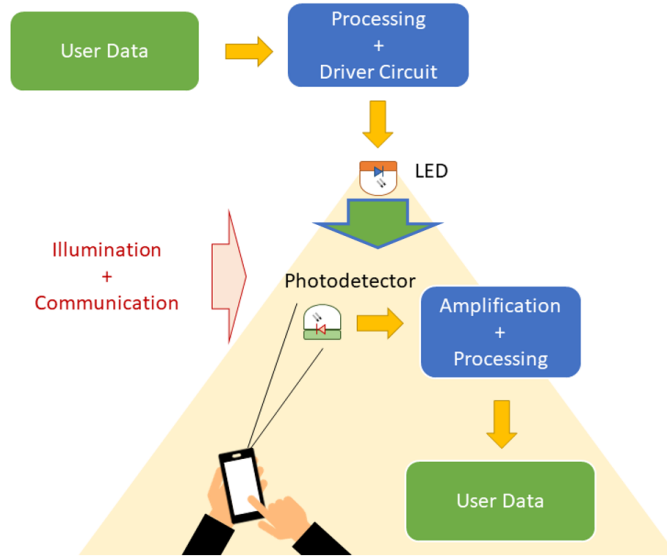 User Data
Processing
+
Driver Circuit
LED
Illumination
+
Communication
Photodetector
Amplification
+
Processing
User Data